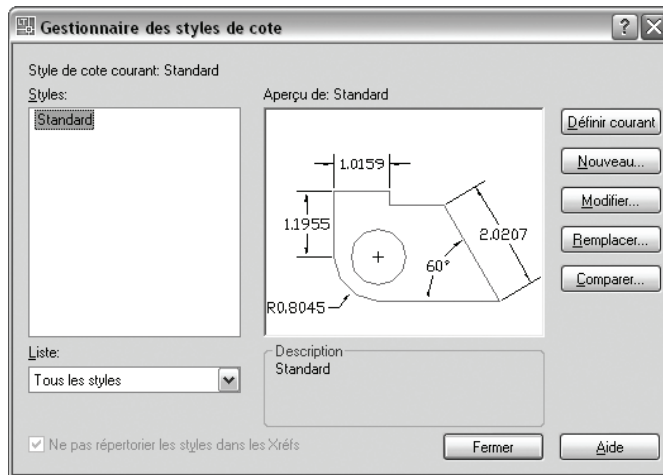 Gestionnaire des styles de cote
Style de cote courant: Standard
Styles:
Standard
Aperçu de: Standard
1.0159
1.1955
2.0207
60°
R0.8045
Définir courant
Nouveau...
Modifier...
Remplacer...
Comparer...
Liste:
Tous les styles
Description
Standard
Ne pas répertorier les styles dans les Xréfs
Fermer
Aide